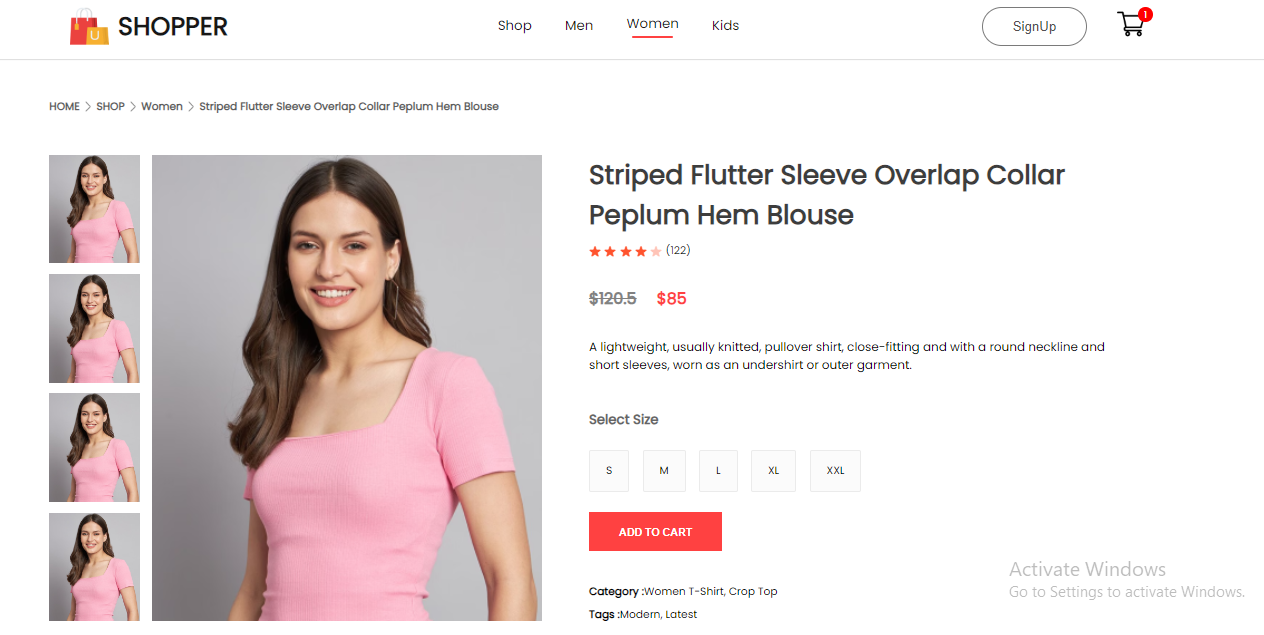 SHOPPER
Shop Men Women Kids
SignUp
1
HOME > SHOP > Women > Striped Flutter Sleeve Overlap Collar Peplum Hem Blouse
Striped Flutter Sleeve Overlap Collar
Peplum Hem Blouse
(122)
$120.5 $85
A lightweight, usually knitted, pullover shirt, close-fitting and with a round neckline and
short sleeves, worn as an undershirt or outer garment.
Select Size
S M L XL XXL
ADD TO CART
Category :Women T-Shirt, Crop Top
Tags :Modern, Latest
Activate Windows
Go to Settings to activate Windows.
U